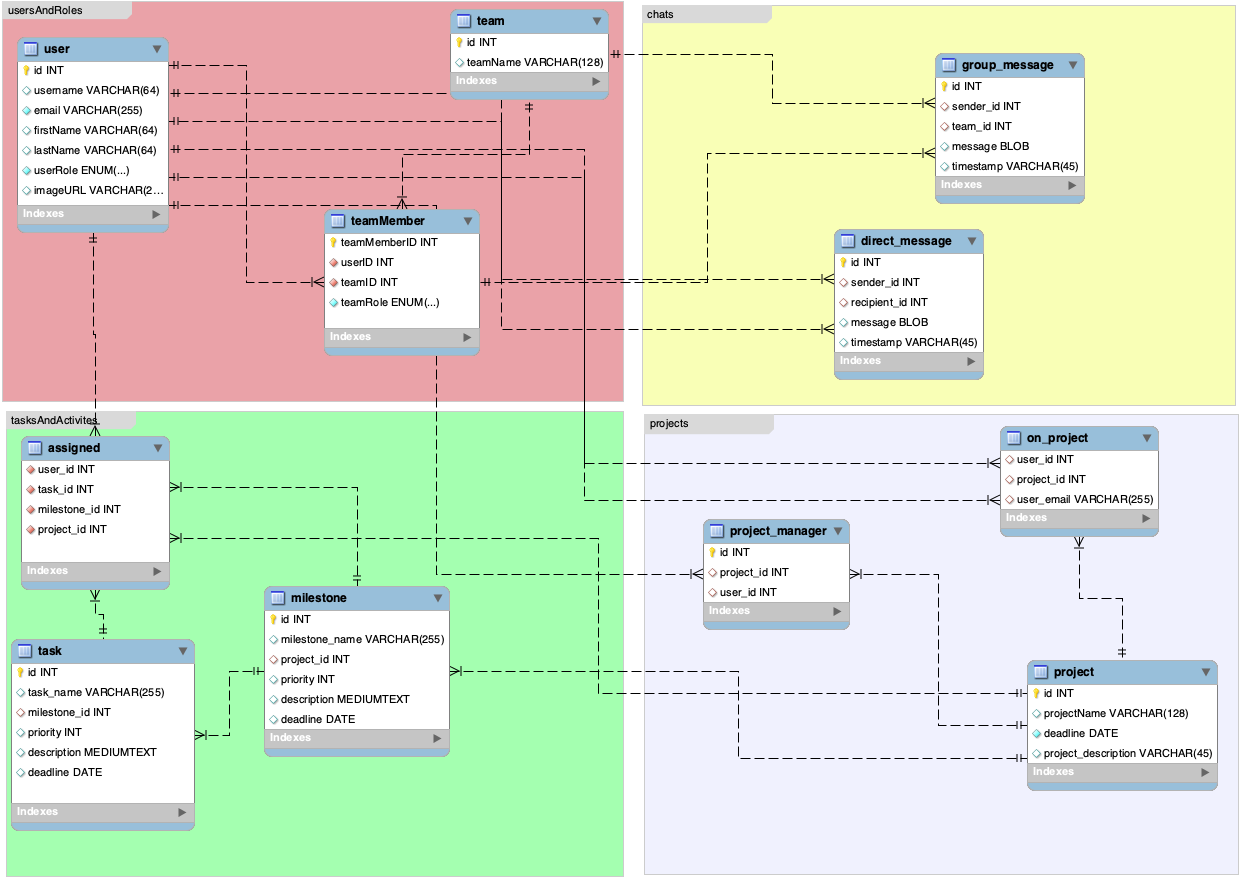 usersAndRoles
user
id INT
username VARCHAR(64)
email VARCHAR(255)
firstName VARCHAR(64)
lastName VARCHAR(64)
userRole ENUM(...)
imageURL VARCHAR(2...
Indexes
team
id INT
teamName VARCHAR(128)
Indexes
teamMember
teamMemberID INT
userID INT
teamID INT
teamRole ENUM(...)
Indexes
chats
group_message
id INT
sender_id INT
team_id INT
message BLOB
timestamp VARCHAR(45)
Indexes
direct_message
id INT
sender_id INT
recipient_id INT
message BLOB
timestamp VARCHAR(45)
Indexes
tasksAndActivites
assigned
user_id INT
task_id INT
milestone_id INT
project_id INT
Indexes
task
id INT
task_name VARCHAR(255)
milestone_id INT
priority INT
description MEDIUMTEXT
deadline DATE
Indexes
milestone
id INT
milestone_name VARCHAR(255)
project_id INT
priority INT
description MEDIUMTEXT
deadline DATE
Indexes
projects
on_project
user_id INT
project_id INT
user_email VARCHAR(255)
Indexes
project_manager
id INT
project_id INT
user_id INT
Indexes
project
id INT
projectName VARCHAR(128)
deadline DATE
project_description VARCHAR(45)
Indexes